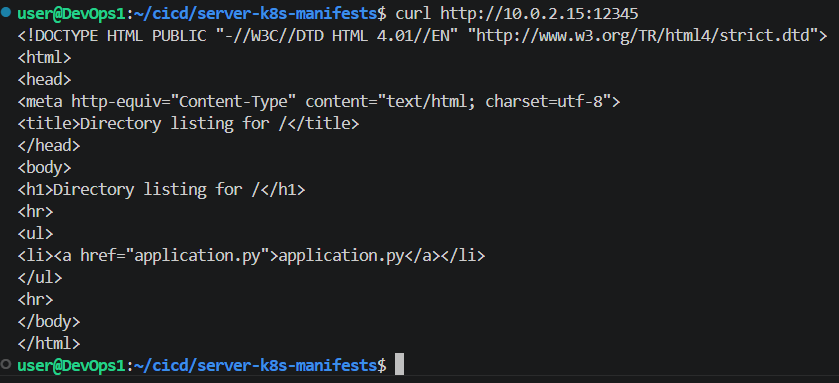 user@DevOps1:~/cicd/server-k8s-manifests$ curl http://10.0.2.15:12345
<!DOCTYPE HTML PUBLIC "-//W3C//DTD HTML 4.01//EN" "http://www.w3.org/TR/html4/strict.dtd">
<html>
<head>
<meta http-equiv="Content-Type" content="text/html; charset=utf-8">
<title>Directory listing for /</title>
</head>
<body>
<h1>Directory listing for /</h1>
<hr>
<ul>
<li><a href="application.py">application.py</a></li>
</ul>
<hr>
</body>
</html>
user@DevOps1:~/cicd/server-k8s-manifests$